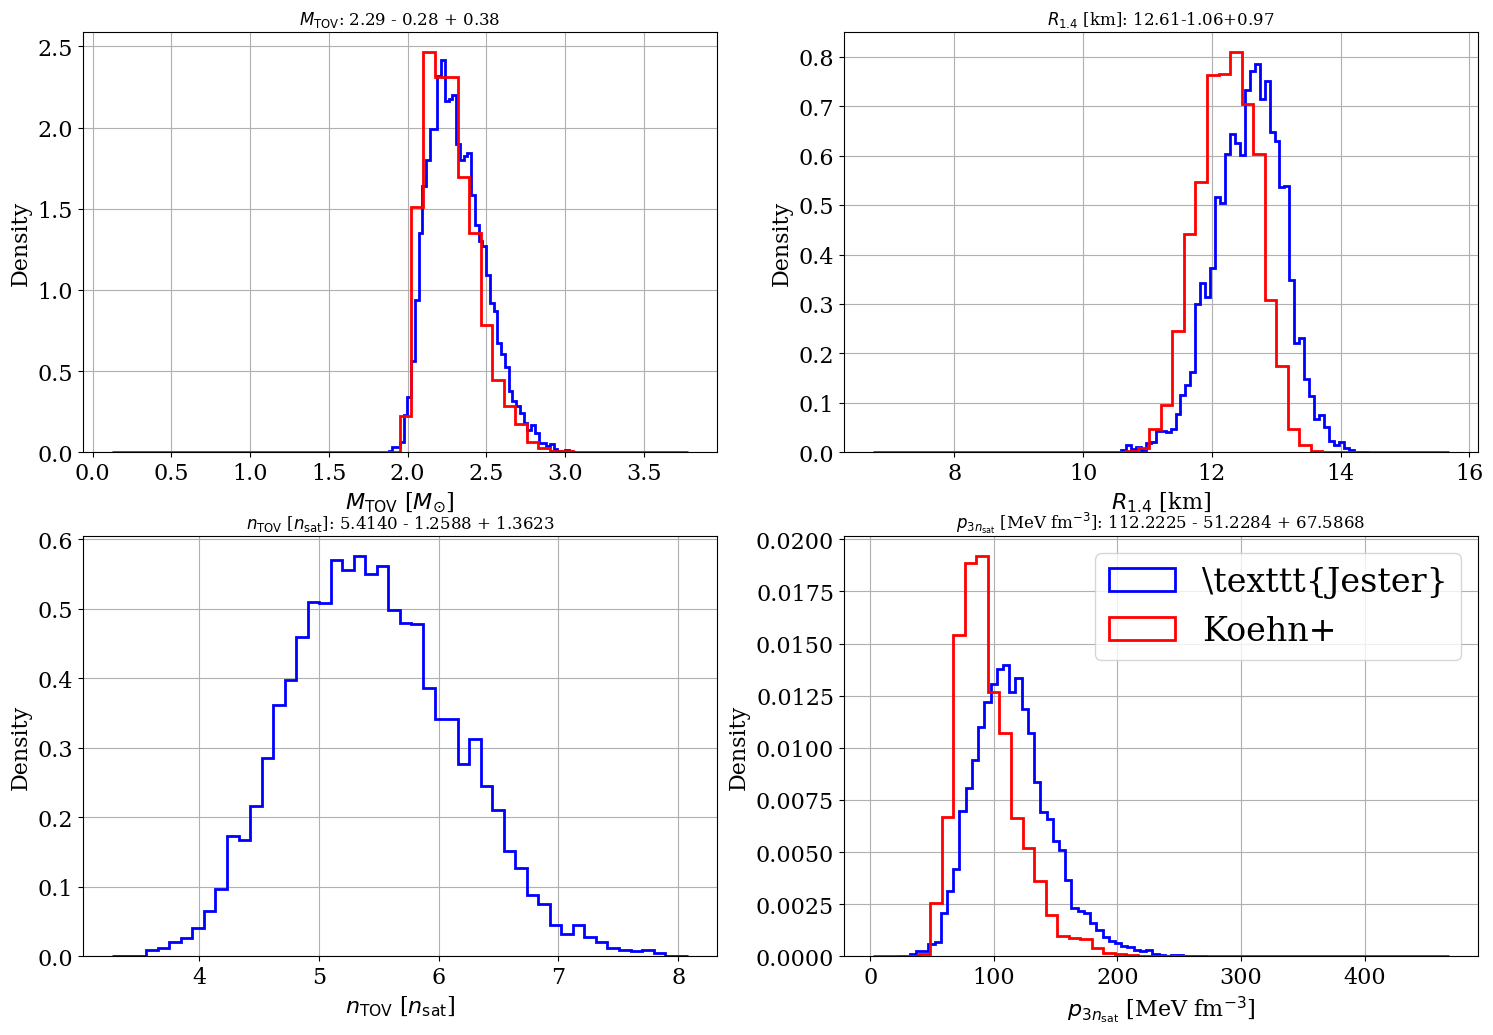 M_TOV: 2.29 - 0.28 + 0.38
2.5
2.0
1.5
1.0
0.5
0.0
Density
0.0 0.5 1.0 1.5 2.0 2.5 3.0 3.5
M_TOV [M_⊙]
R_1.4 [km]: 12.61-1.06+0.97
0.8
0.7
0.6
0.5
0.4
0.3
0.2
0.1
0.0
Density
8 10 12 14 16
R_1.4 [km]
n_TOV [n_sat]: 5.4140 - 1.2588 + 1.3623
0.6
0.5
0.4
0.3
0.2
0.1
0.0
Density
4 5 6 7 8
n_TOV [n_sat]
p_3n_sat [MeV fm⁻³]: 112.2225 - 51.2284 + 67.5868
0.0200
0.0175
0.0150
0.0125
0.0100
0.0075
0.0050
0.0025
0.0000
Density
\texttt{Jester}
Koehn+
0 100 200 300 400
p_3n_sat [MeV fm⁻³]